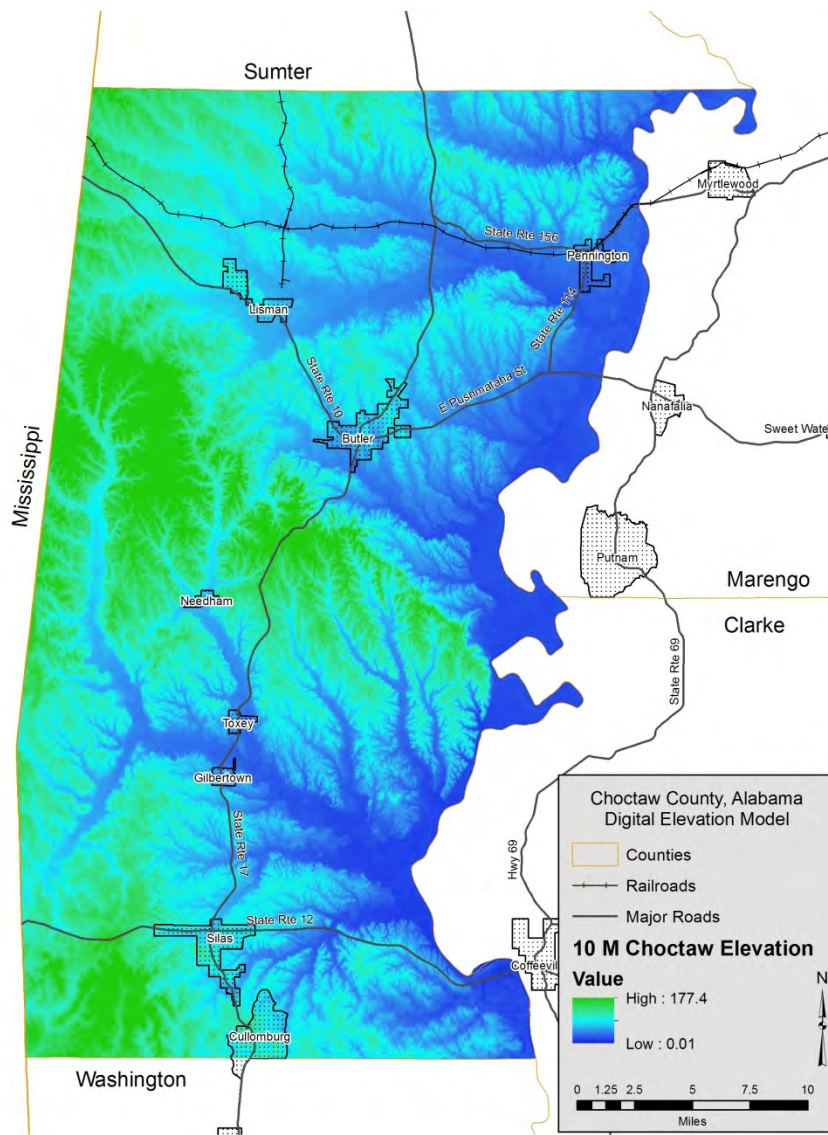 Sumter
Myrtlewood
State Rte 156
Pennington
Lisman
State Rte 114
State Rte 10
E Pushmataha St
Nanafalia
Butler
Sweet Wate
Mississippi
Putnam
Marengo
Needham
Clarke
State Rte 69
Toxey
Gilbertown
State Rte 17
Hwy 69
State Rte 12
Silas
Coffeevil
Cullomburg
Washington
Choctaw County, Alabama
Digital Elevation Model
Counties
Railroads
Major Roads
10 M Choctaw Elevation
Value
High : 177.4
Low : 0.01
N
0 1.25 2.5 5 7.5 10
Miles